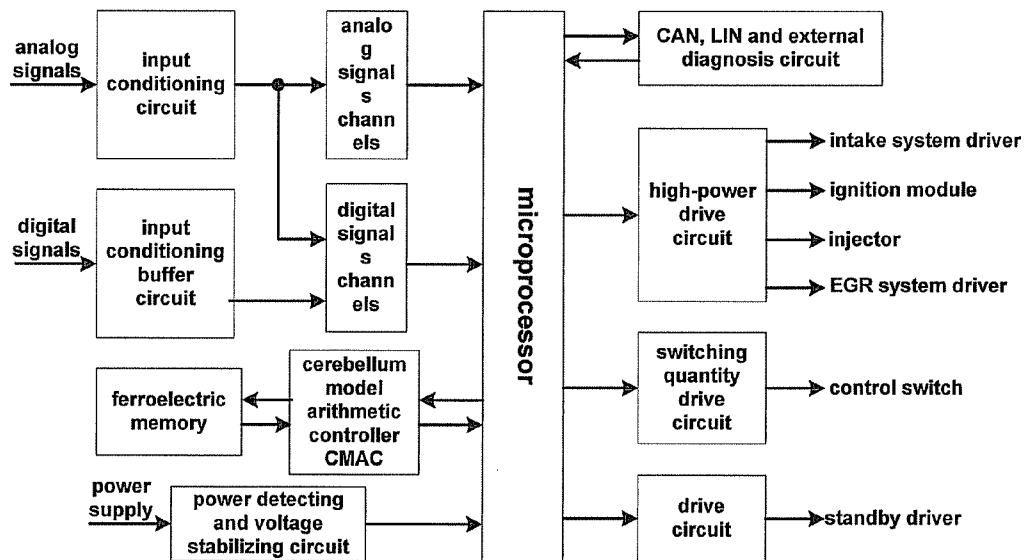 analog
signals
input
conditioning
circuit
analo
g
signal
s
chann
els
digital
signals
input
conditioning
buffer
circuit
digital
signal
s
chann
els
ferroelectric
memory
cerebellum
model
arithmetic
controller
CMAC
power
supply
power detecting
and voltage
stabilizing circuit
microprocessor
CAN, LIN and external
diagnosis circuit
high-power
drive
circuit
intake system driver
ignition module
injector
EGR system driver
switching
quantity
drive
circuit
control switch
drive
circuit
standby driver